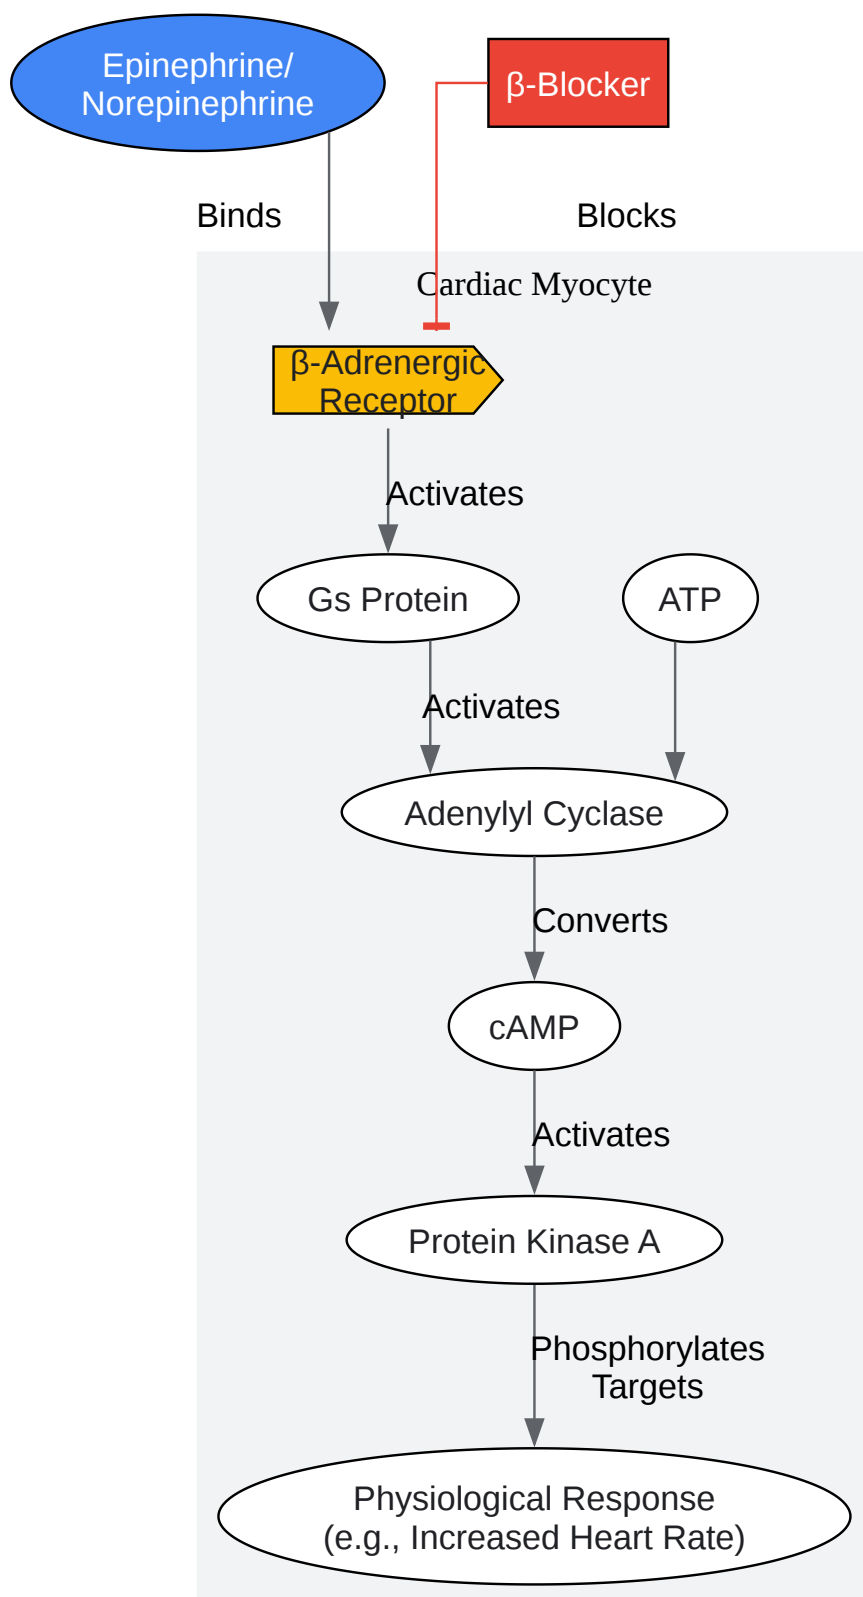 Epinephrine/
Norepinephrine
β-Blocker
Binds
Blocks
Cardiac Myocyte
β-Adrenergic
Receptor
Activates
Gs Protein
ATP
Activates
Adenylyl Cyclase
Converts
cAMP
Activates
Protein Kinase A
Phosphorylates
Targets
Physiological Response
(e.g., Increased Heart Rate)